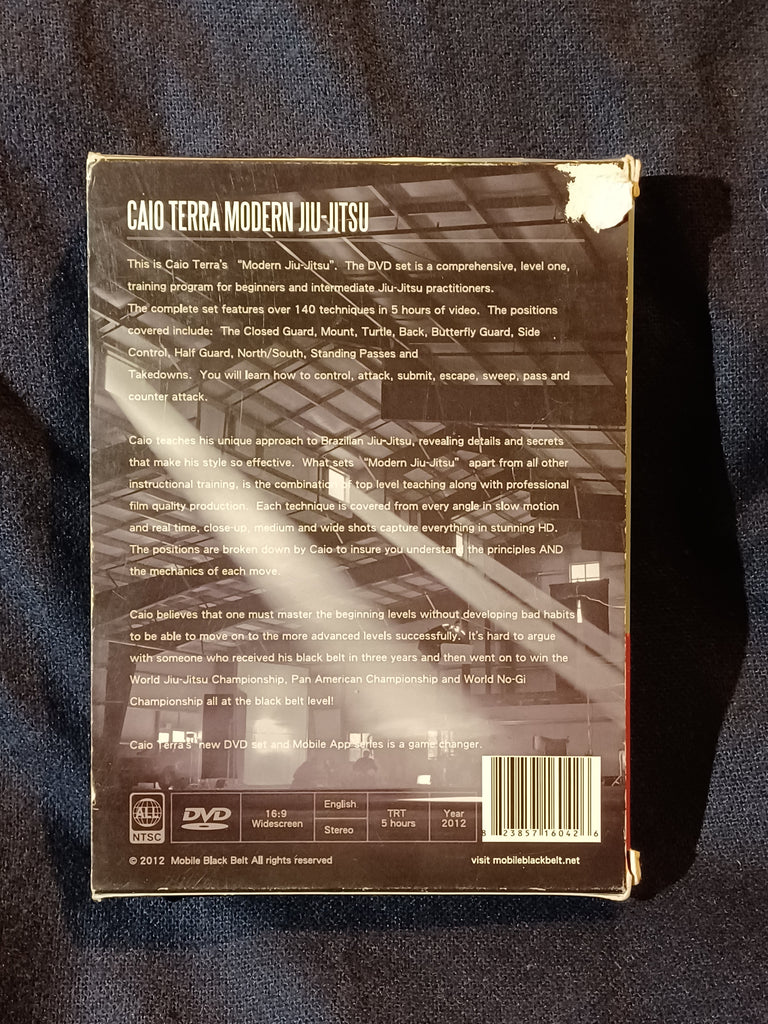 CAIO TERRA MODERN JIU-JITSU
This is Caio Terra's "Modern Jiu-Jitsu". The DVD set is a comprehensive, level one,
training program for beginners and intermediate Jiu-Jitsu practitioners.
The complete set features over 140 techniques in 5 hours of video. The positions
covered include: The Closed Guard, Mount, Turtle, Back, Butterfly Guard, Side
Control, Half Guard, North/South, Standing Passes and
Takedowns. You will learn how to control, attack, submit, escape, sweep, pass and
counter attack.
Caio teaches his unique approach to Brazilian Jiu-Jitsu, revealing details and secrets
that make his style so effective. What sets "Modern Jiu-Jitsu" apart from all other
instructional training, is the combination of top level teaching along with professional
film quality production. Each technique is covered from every angle in slow motion
and real time, close-up, medium and wide shots capture everything in stunning HD.
The positions are broken down by Caio to insure you understand the principles AND
the mechanics of each move.
Caio believes that one must master the beginning levels without developing bad habits
to be able to move on to the more advanced levels successfully. It's hard to argue
with someone who received his black belt in three years and then went on to win the
World Jiu-Jitsu Championship, Pan American Championship and World No-Gi
Championship all at the black belt level!
Caio Terra's new DVD set and Mobile App series is a game changer.
ALL
NTSC
DVD
VIDEO
16:9
Widescreen
English
Stereo
TRT
5 hours
Year
2012
8 23857 16042 6
© 2012 Mobile Black Belt All rights reserved
visit mobileblackbelt.net